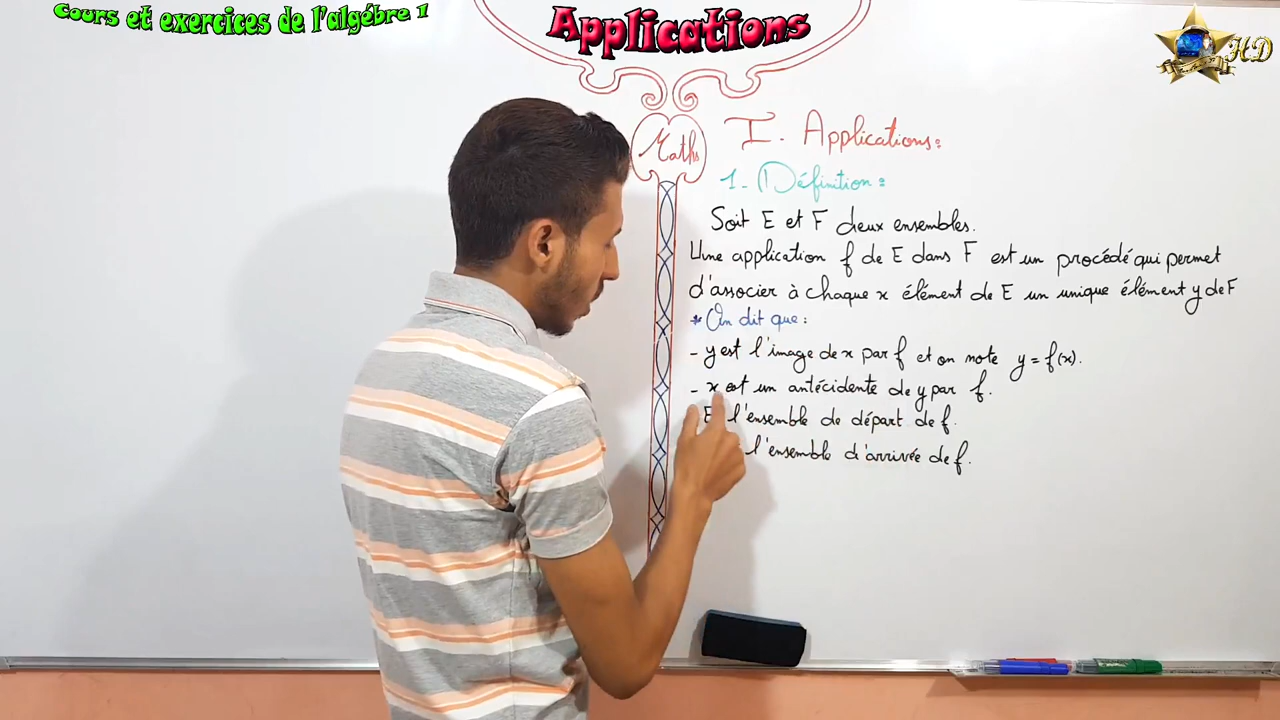 Cours et exercices de l'algébre 1
Applications
HD
Maths
I - Applications:
1 - Définition:
Soit E et F deux ensembles.
Une application f de E dans F est un procédé qui permet
d'associer à chaque x élément de E un unique élément y de F
* On dit que:
- y est l'image de x par f et on note y = f(x).
- x est un antécidente de y par f.
E l'ensemble de départ de f.
l'ensemble d'arrivée de f.